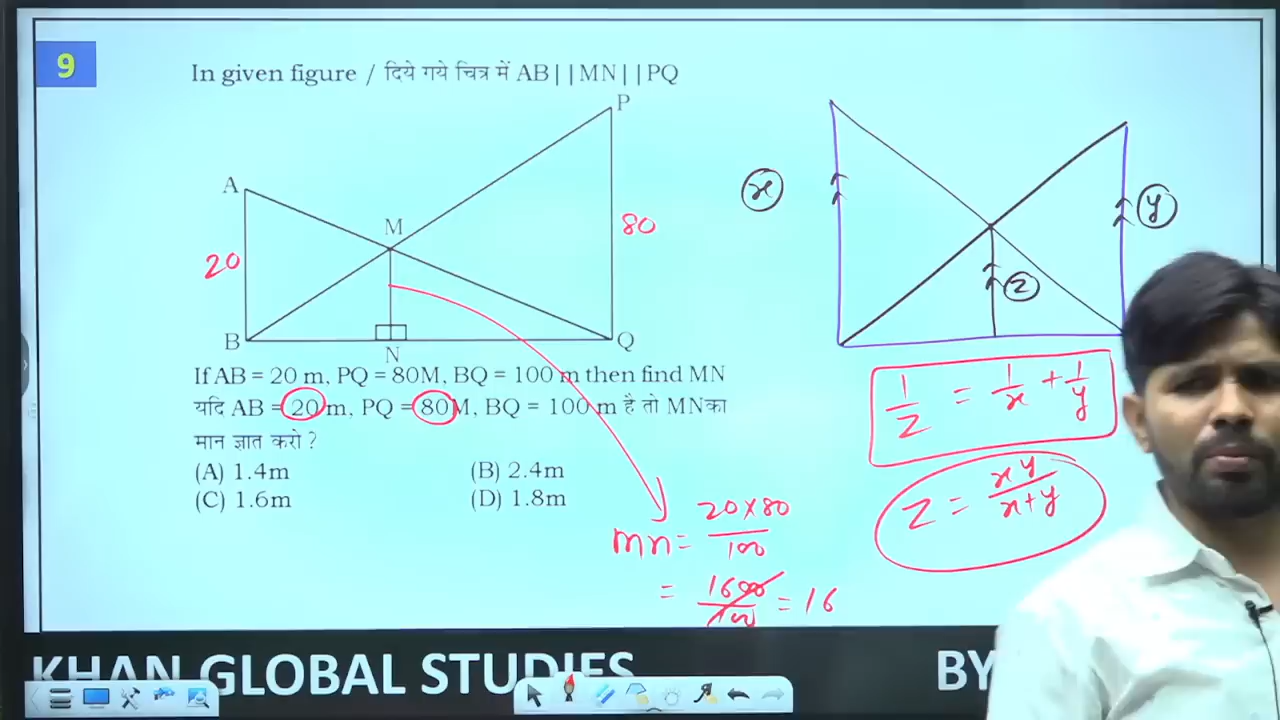 9
In given figure / दिये गये चित्र में AB||MN||PQ
P
A
M
20
80
B
N
Q
x
y
z
If AB = 20 m, PQ = 80M, BQ = 100 m then find MN
यदि AB = 20 m, PQ = 80M, BQ = 100 m है तो MN का
मान ज्ञात करो ?
(A) 1.4m (B) 2.4m
(C) 1.6m (D) 1.8m
1/z = 1/x + 1/y
z = xy/x+y
mn = 20×80/100
= 1600/100 = 16
KHAN GLOBAL STUDIES
BY